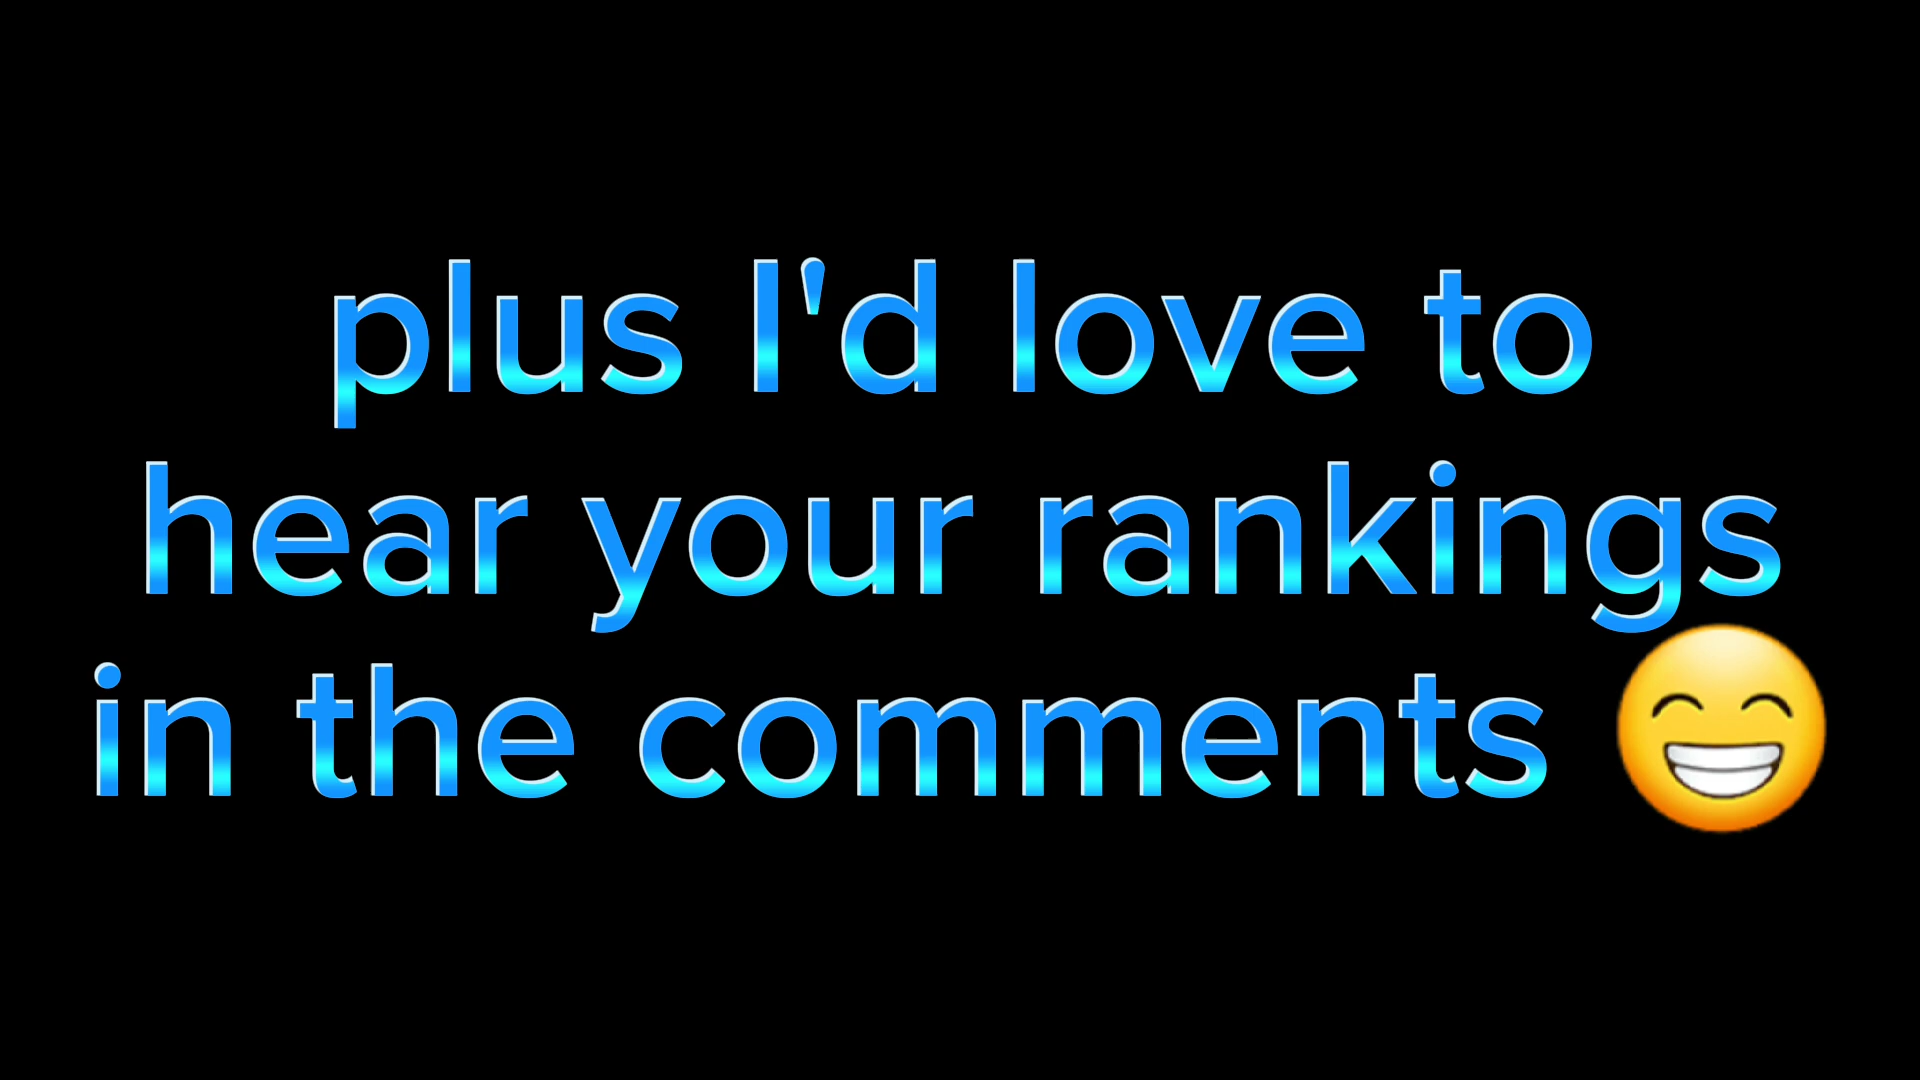 plus I'd love to
hear your rankings
in the comments 😁